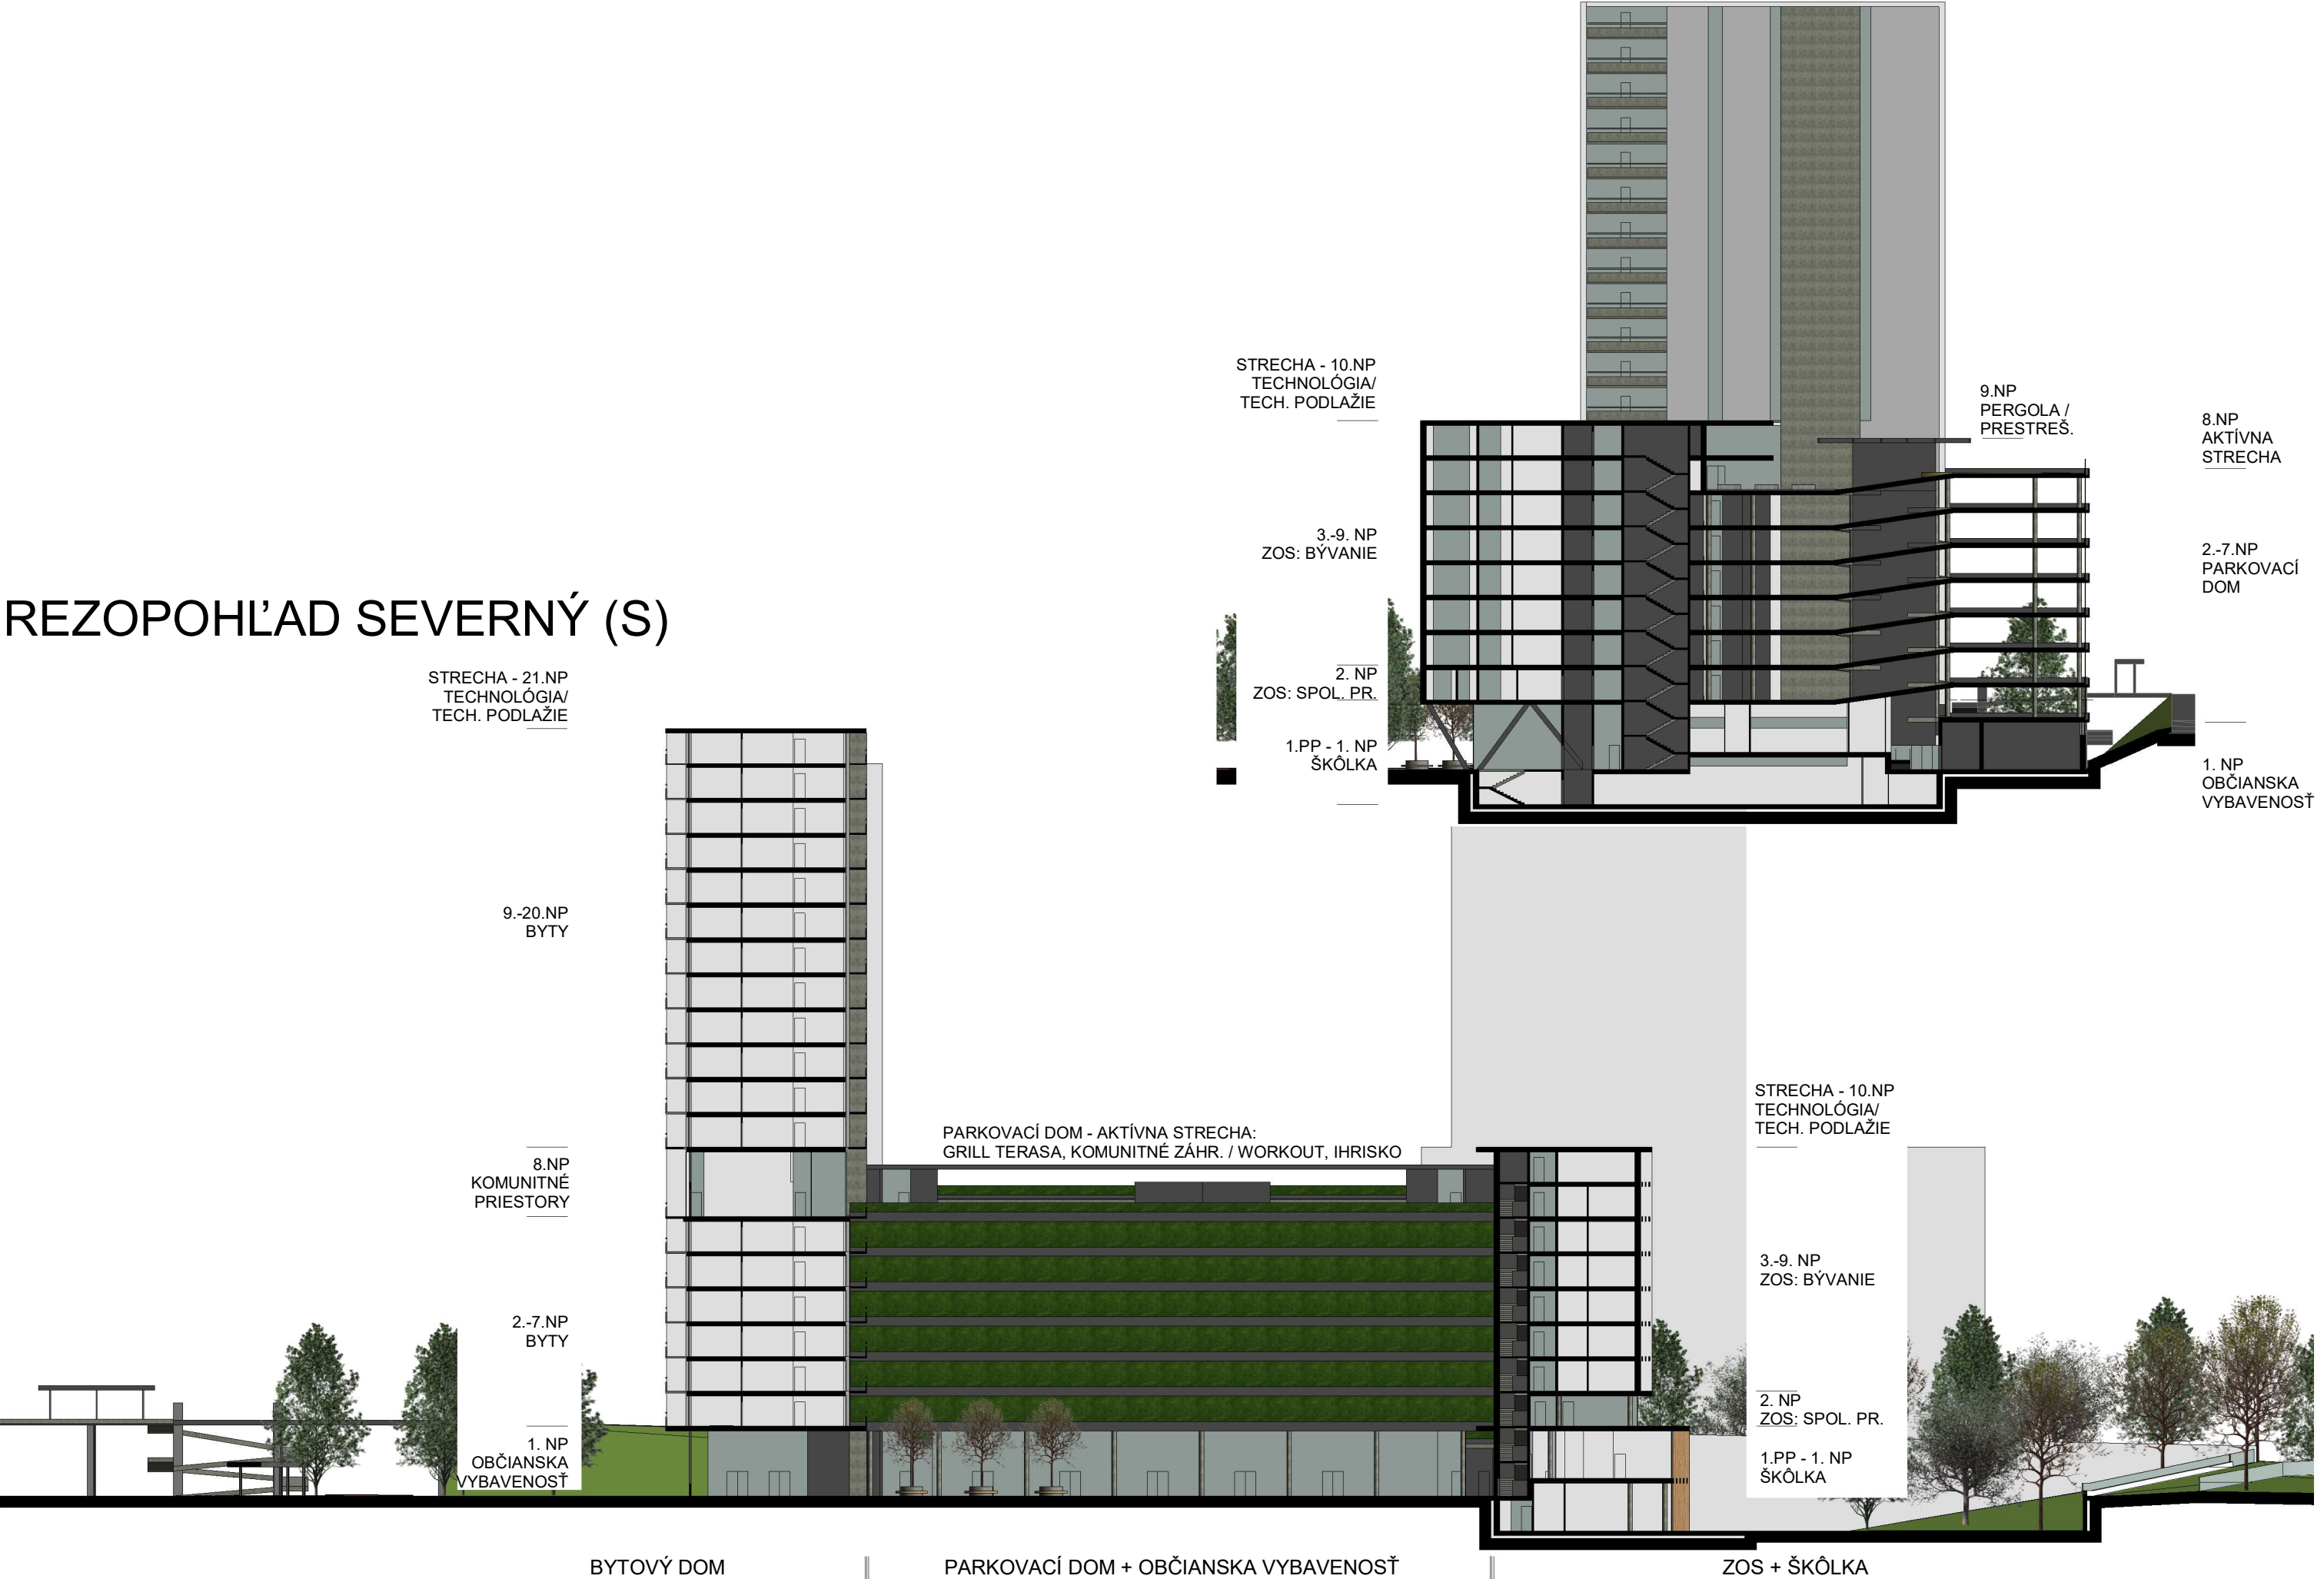 STRECHA - 10.NP
TECHNOLÓGIA/
TECH. PODLAŽIE
3.-9. NP
ZOS: BÝVANIE
2. NP
ZOS: SPOL. PR.
1.PP - 1. NP
ŠKÔLKA
9.NP
PERGOLA /
PRESTREŠ.
8.NP
AKTÍVNA
STRECHA
2.-7.NP
PARKOVACÍ
DOM
1. NP
OBČIANSKA
VYBAVENOSŤ
REZOPOHĽAD SEVERNÝ (S)
STRECHA - 21.NP
TECHNOLÓGIA/
TECH. PODLAŽIE
9.-20.NP
BYTY
8.NP
KOMUNITNÉ
PRIESTORY
2.-7.NP
BYTY
1. NP
OBČIANSKA
VYBAVENOSŤ
PARKOVACÍ DOM - AKTÍVNA STRECHA:
GRILL TERASA, KOMUNITNÉ ZÁHR. / WORKOUT, IHRISKO
STRECHA - 10.NP
TECHNOLÓGIA/
TECH. PODLAŽIE
3.-9. NP
ZOS: BÝVANIE
2. NP
ZOS: SPOL. PR.
1.PP - 1. NP
ŠKÔLKA
BYTOVÝ DOM
PARKOVACÍ DOM + OBČIANSKA VYBAVENOSŤ
ZOS + ŠKÔLKA